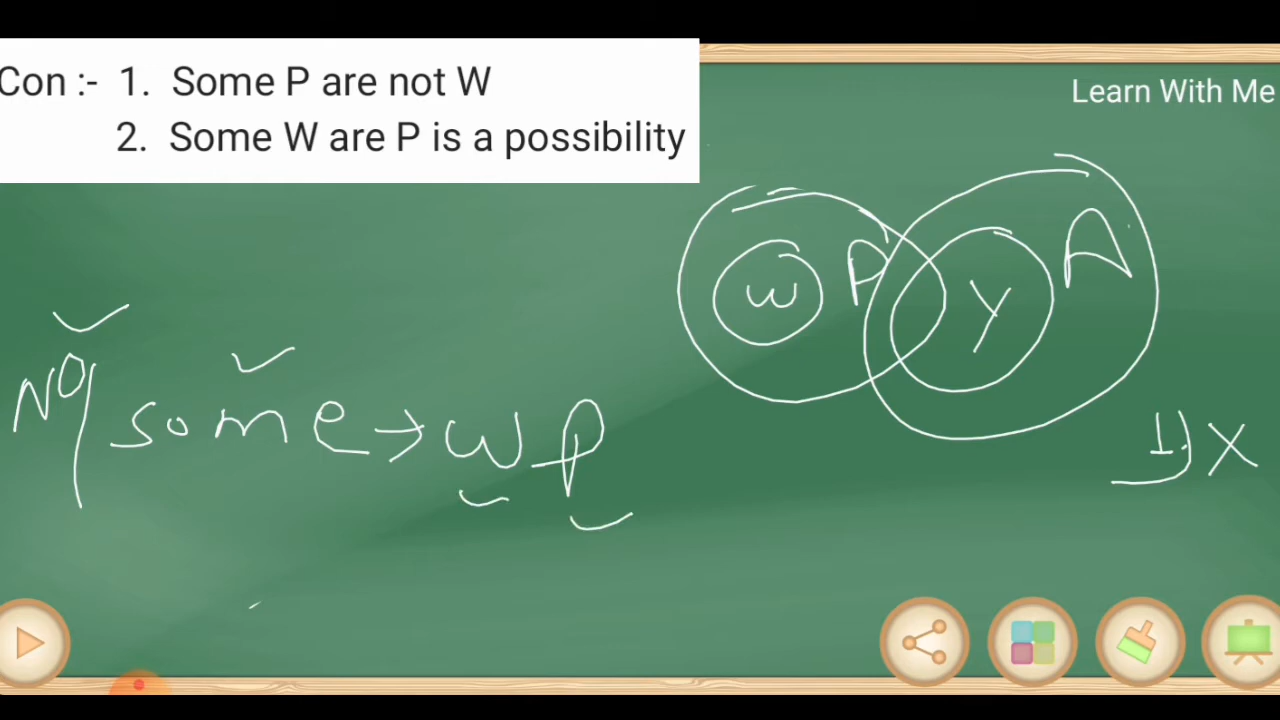 Con :- 1. Some P are not W
2. Some W are P is a possibility
Learn With Me
W P Y A
No/ some → w P
1) X